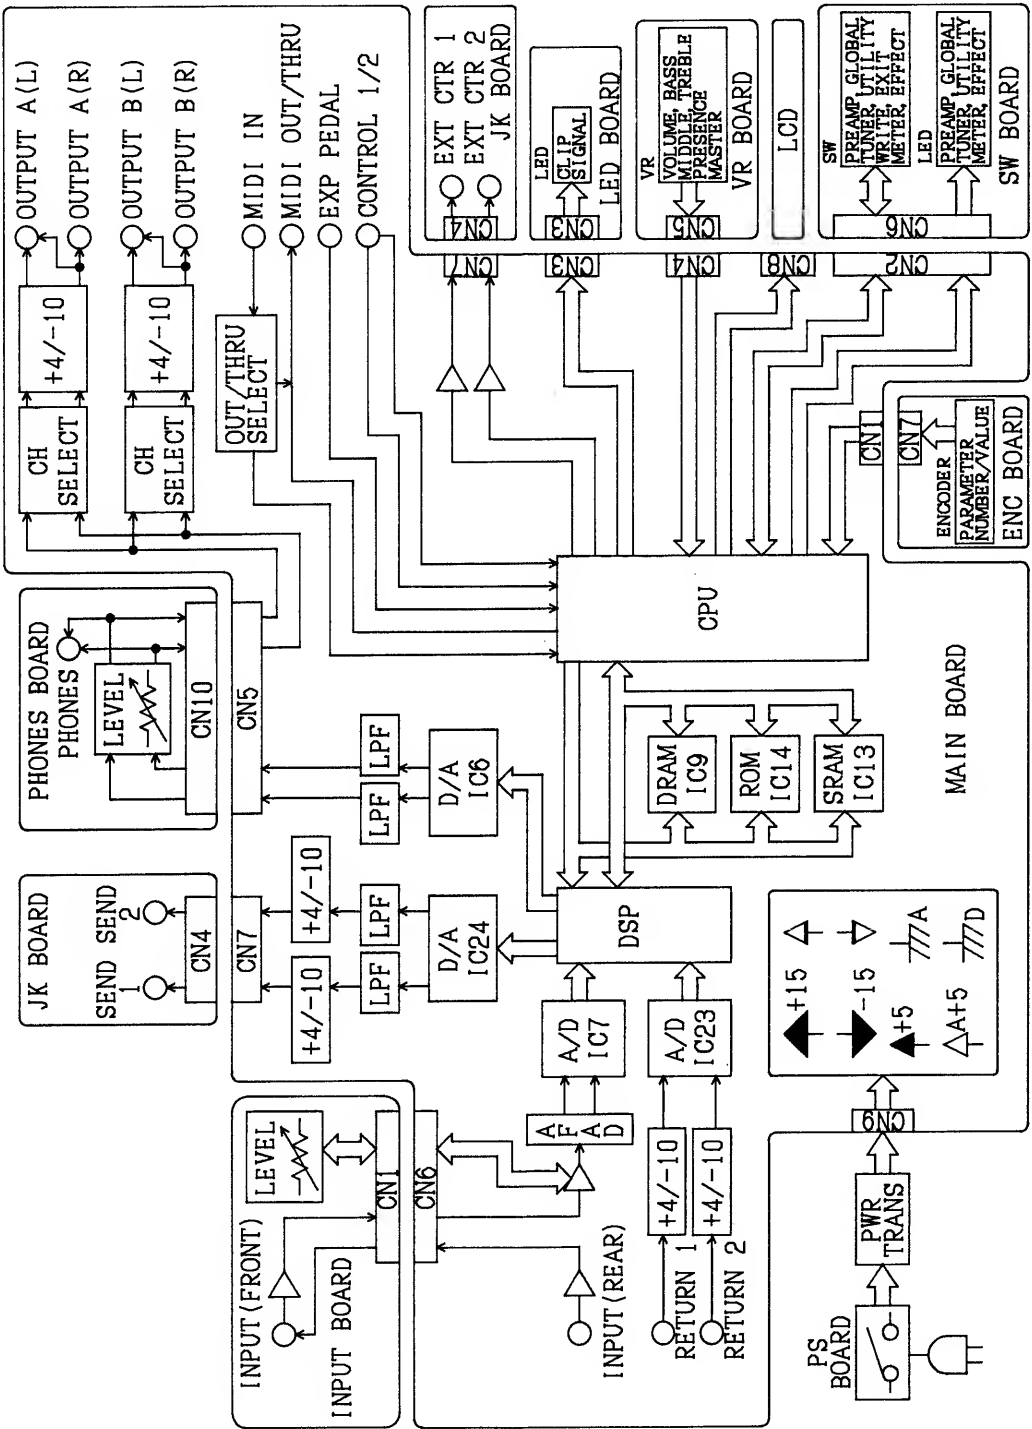 OUTPUT A(L)
OUTPUT A(R)
OUTPUT B(L)
OUTPUT B(R)
MIDI IN
MIDI OUT/THRU
EXP PEDAL
CONTROL 1/2
+4/-10
+4/-10
CH
SELECT
CH
SELECT
OUT/THRU
SELECT
EXT CTR 1
EXT CTR 2
JK BOARD
CN4
CN7
LED
CLIP
SIGNAL
LED BOARD
CN3
CN3
VR
VOLUME, BASS
MIDDLE, TREBLE
PRESENCE
MASTER
VR BOARD
CN5
CN4
LCD
CN8
SW
PREAMP, GLOBAL
TUNER, UTILITY
WRITE, EXIT
METER, EFFECT
LED
PREAMP, GLOBAL
TUNER, UTILITY
METER, EFFECT
SW BOARD
CN6
CN2
CN1
CN7
ENCODER
PARAMETER
NUMBER/VALUE
ENC BOARD
PHONES BOARD
PHONES
LEVEL
CN10
CN5
LPF
LPF
D/A
IC6
CPU
DRAM
IC9
ROM
IC14
SRAM
IC13
MAIN BOARD
JK BOARD
SEND
1
SEND
2
CN4
CN7
+4/-10
+4/-10
LPF
LPF
D/A
IC24
DSP
A/D
IC7
A/D
IC23
AF
AD
INPUT(FRONT)
INPUT BOARD
LEVEL
CN1
CN6
INPUT(REAR)
RETURN 1
RETURN 2
+4/-10
+4/-10
+15
-15
+5
A+5
A
D
CN9
PWR
TRANS
PS
BOARD